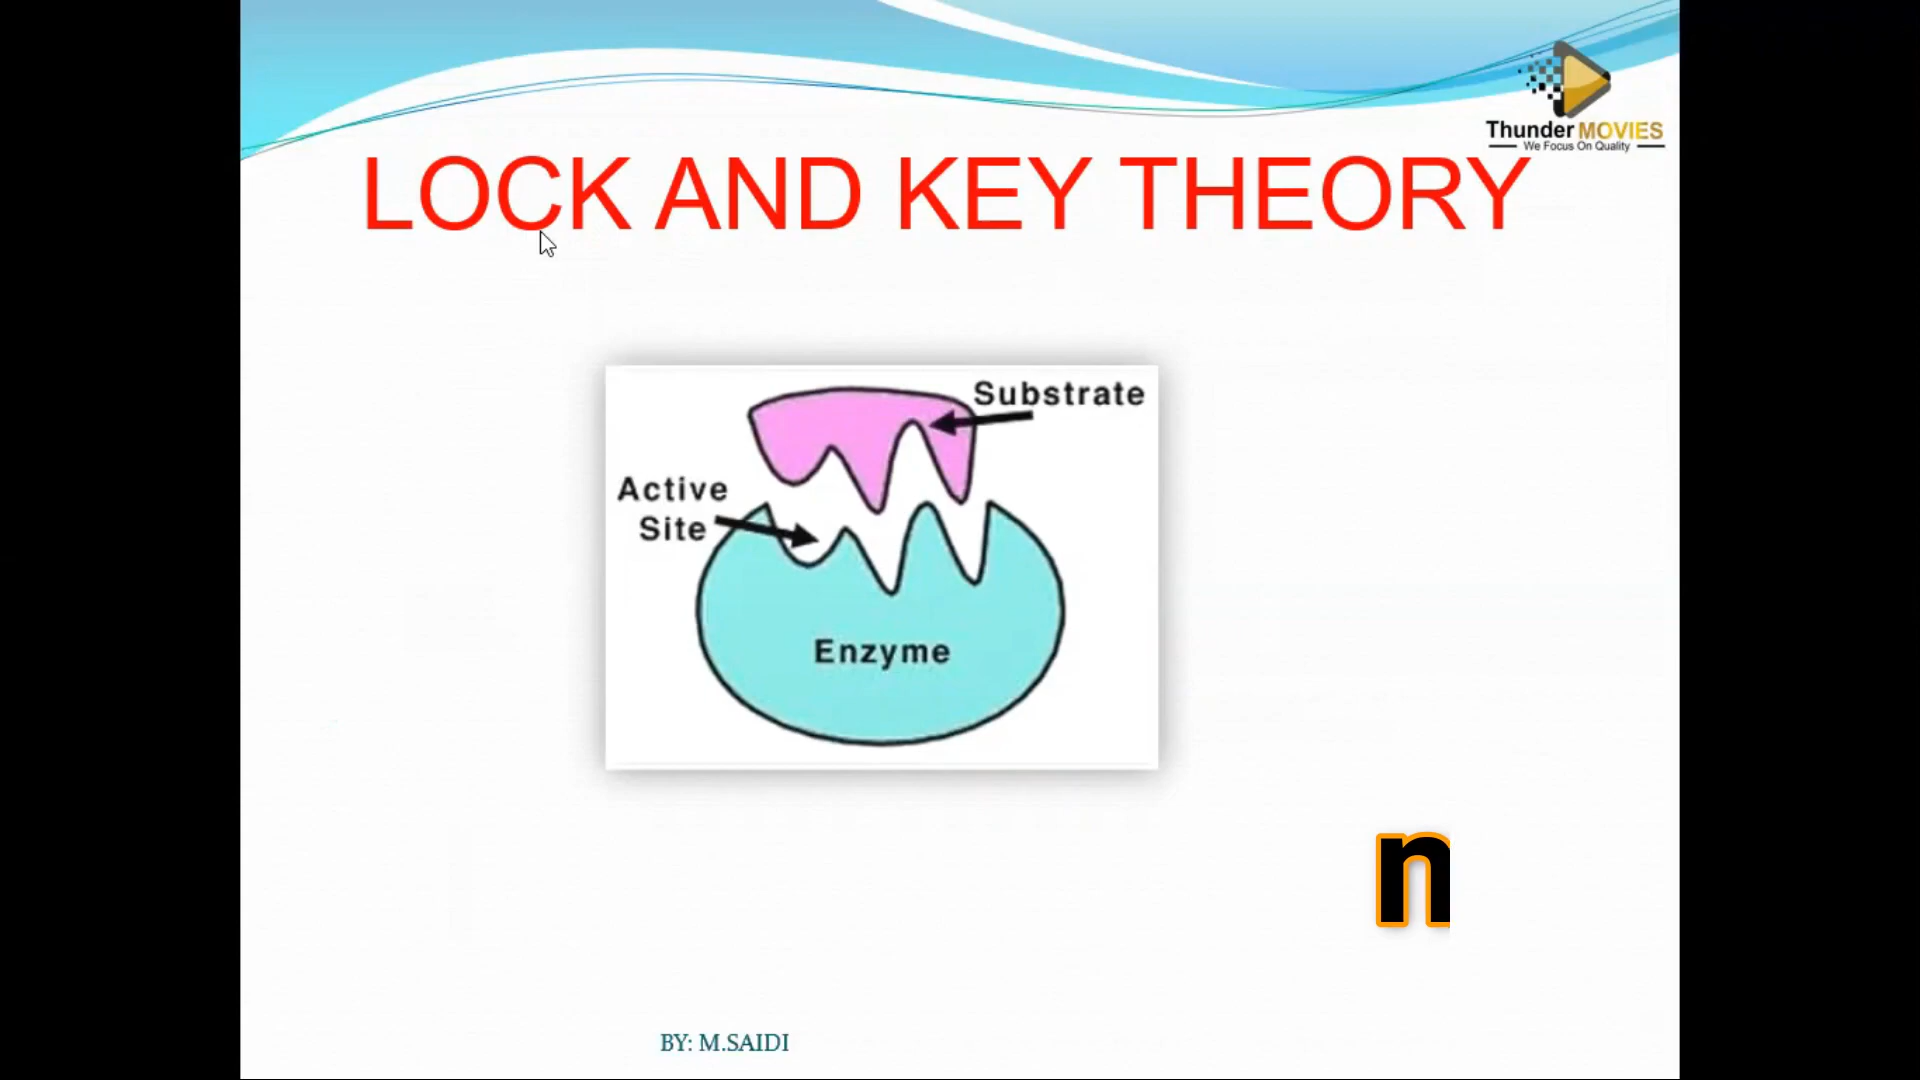 Thunder MOVIES
We Focus On Quality
LOCK AND KEY THEORY
Substrate
Active
Site
Enzyme
n
BY: M.SAIDI